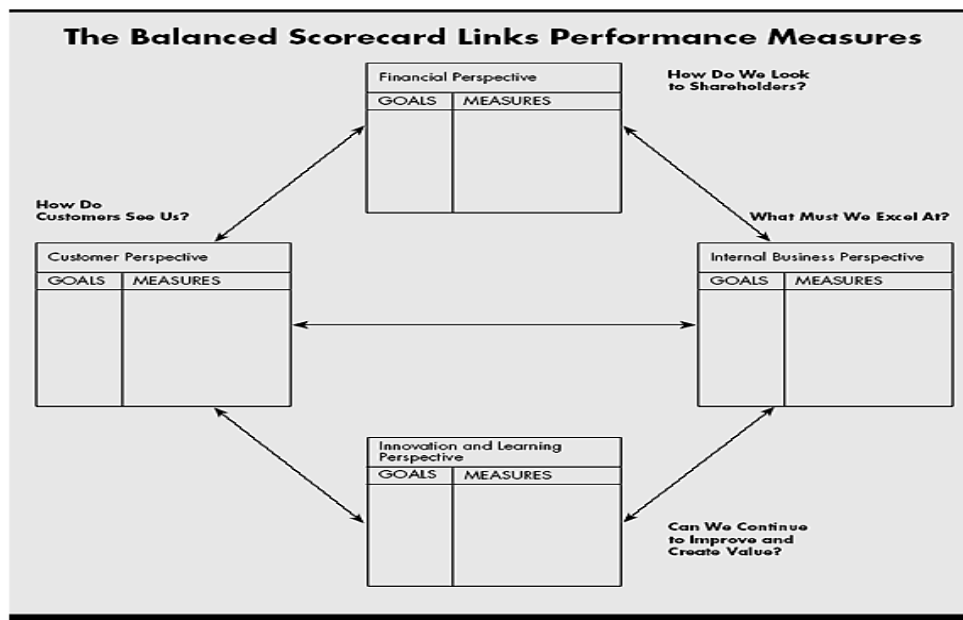 The Balanced Scorecard Links Performance Measures
Financial Perspective
GOALS MEASURES
How Do We Look
to Shareholders?
How Do
Customers See Us?
Customer Perspective
GOALS MEASURES
What Must We Excel At?
Internal Business Perspective
GOALS MEASURES
Innovation and Learning
Perspective
GOALS MEASURES
Can We Continue
to Improve and
Create Value?